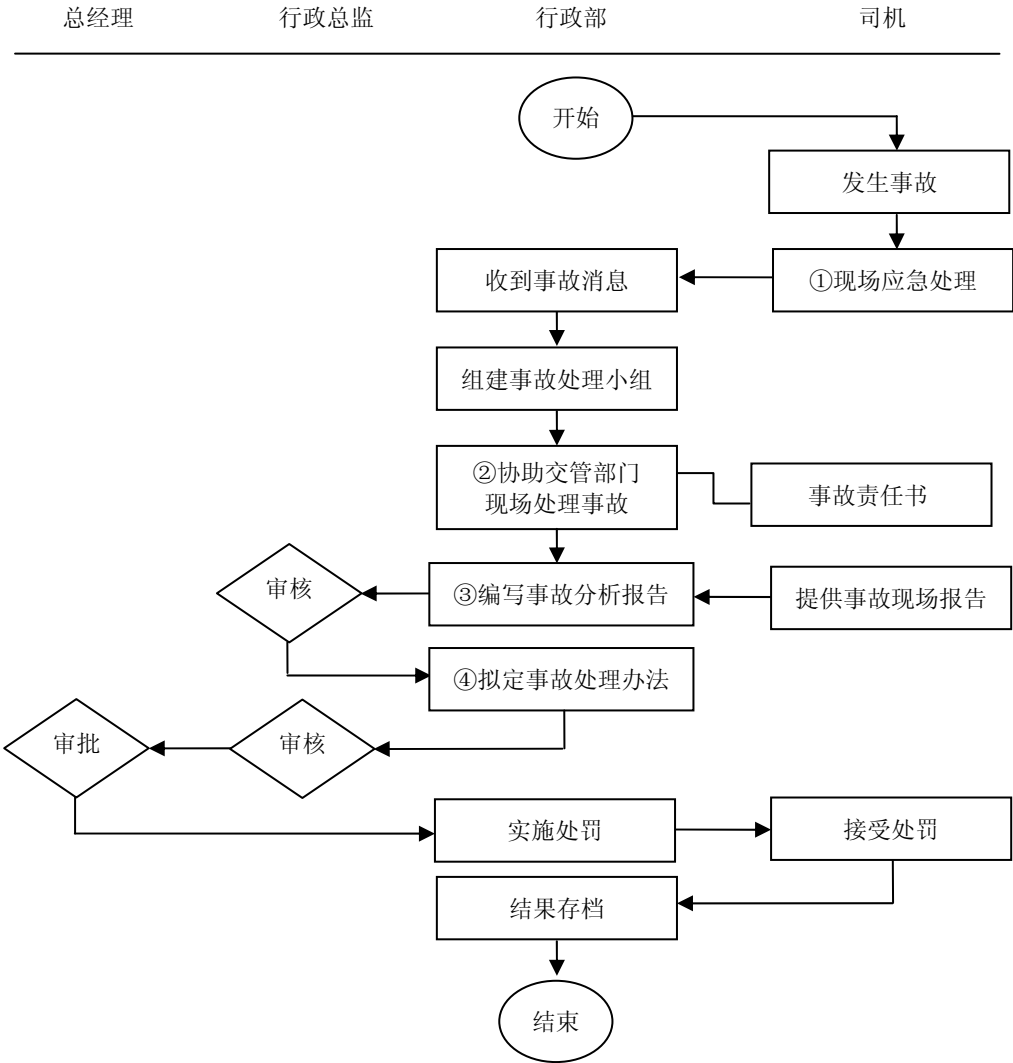 总经理 行政总监 行政部 司机
开始
发生事故
收到事故消息 ①现场应急处理
组建事故处理小组
②协助交管部门
现场处理事故
事故责任书
审核 ③编写事故分析报告 提供事故现场报告
④拟定事故处理办法
审批 审核
实施处罚 接受处罚
结果存档
结束